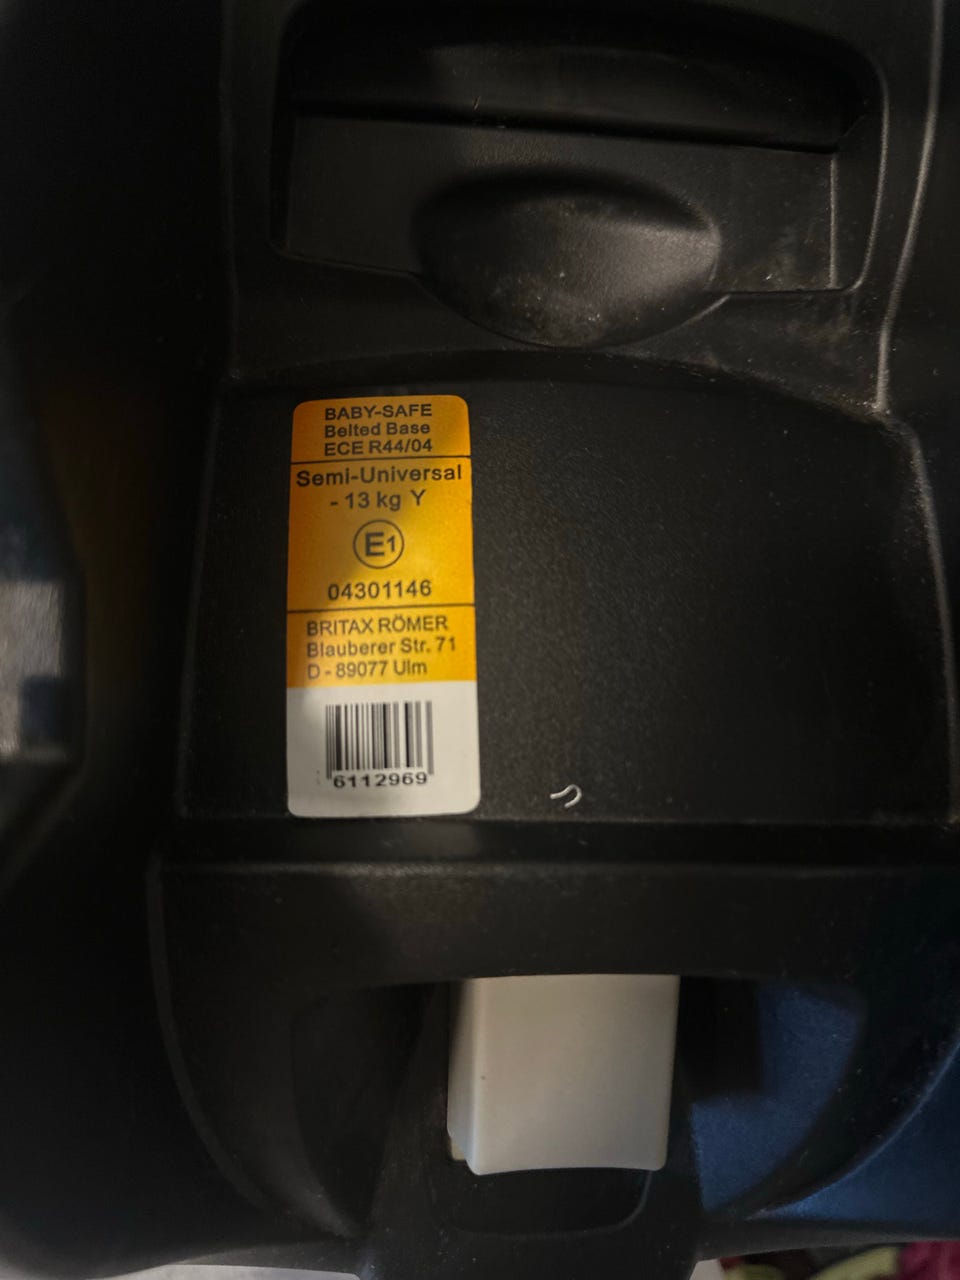 BABY-SAFE
Belted Base
ECE R44/04
Semi-Universal
- 13 kg Y
E1
04301146
BRITAX RÖMER
Blauberer Str. 71
D - 89077 Ulm
6112969